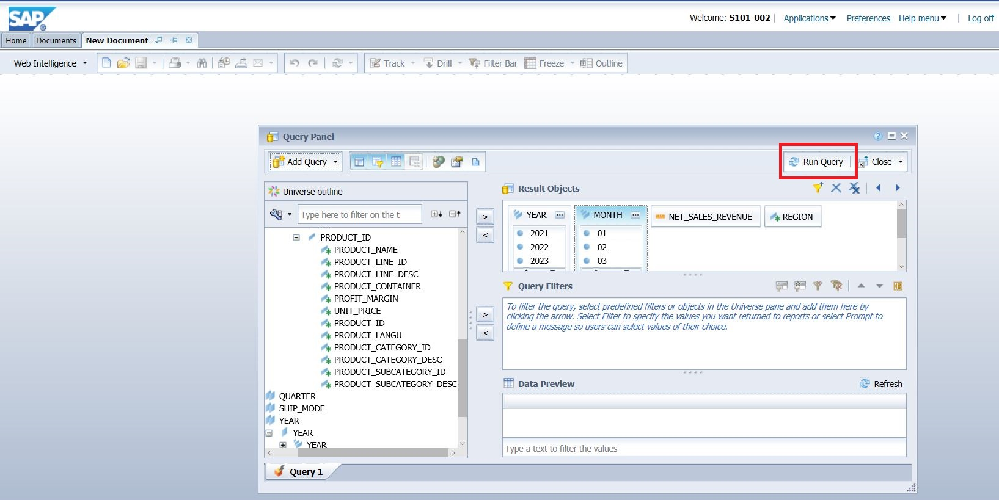 SAP®
Welcome: S101-002 Applications Preferences Help menu Log off
Home Documents New Document
Web Intelligence Track Drill Filter Bar Freeze Outline
Query Panel
Add Query Run Query Close
Universe outline
Type here to filter on the t
PRODUCT_ID
PRODUCT_NAME
PRODUCT_LINE_ID
PRODUCT_LINE_DESC
PRODUCT_CONTAINER
PROFIT_MARGIN
UNIT_PRICE
PRODUCT_ID
PRODUCT_LANGU
PRODUCT_CATEGORY_ID
PRODUCT_CATEGORY_DESC
PRODUCT_SUBCATEGORY_ID
PRODUCT_SUBCATEGORY_DESC
QUARTER
SHIP_MODE
YEAR
YEAR
YEAR
> <
> <
Result Objects
YEAR MONTH NET_SALES_REVENUE REGION
2021 01
2022 02
2023 03
Query Filters
To filter the query, select predefined filters or objects in the Universe pane and add them here by
clicking the arrow. Select Filter to specify the values you want returned to reports or select Prompt to
define a message so users can select values of their choice.
Data Preview Refresh
Type a text to filter the values
Query 1